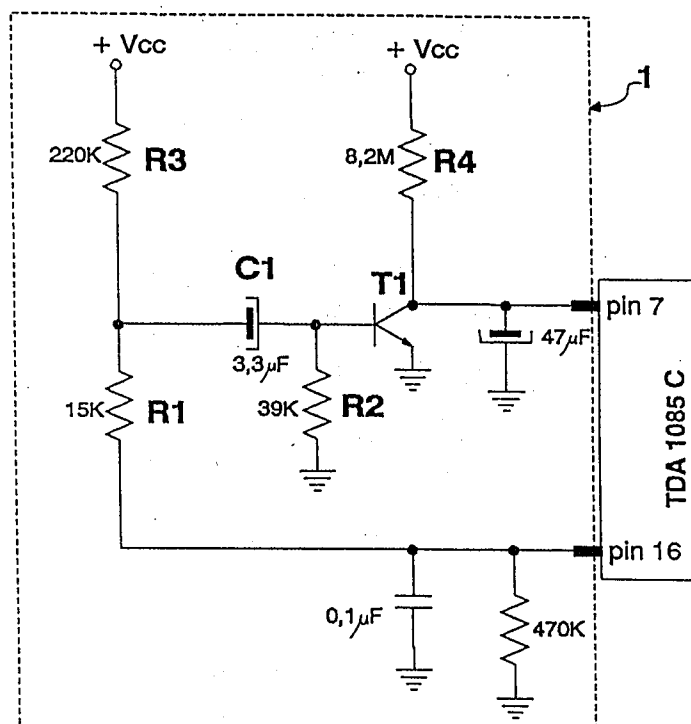 + Vcc
+ Vcc
1
220K
R3
8,2M
R4
C1
T1
3,3µF
47µF
pin 7
15K
R1
39K
R2
TDA 1085 C
pin 16
0,1µF
470K